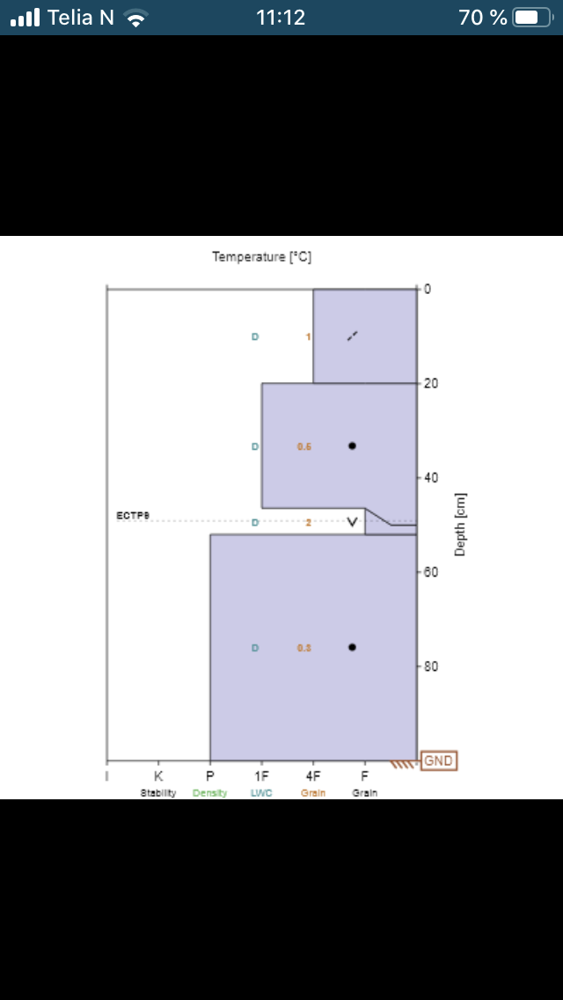 Telia N 11:12 70 %
Temperature [°C]
0
D 1
20
D 0.5
40
ECTP9
D 2
Depth [cm]
60
D 0.3
80
GND
I K P 1F 4F F
Stability Density LWC Grain Grain